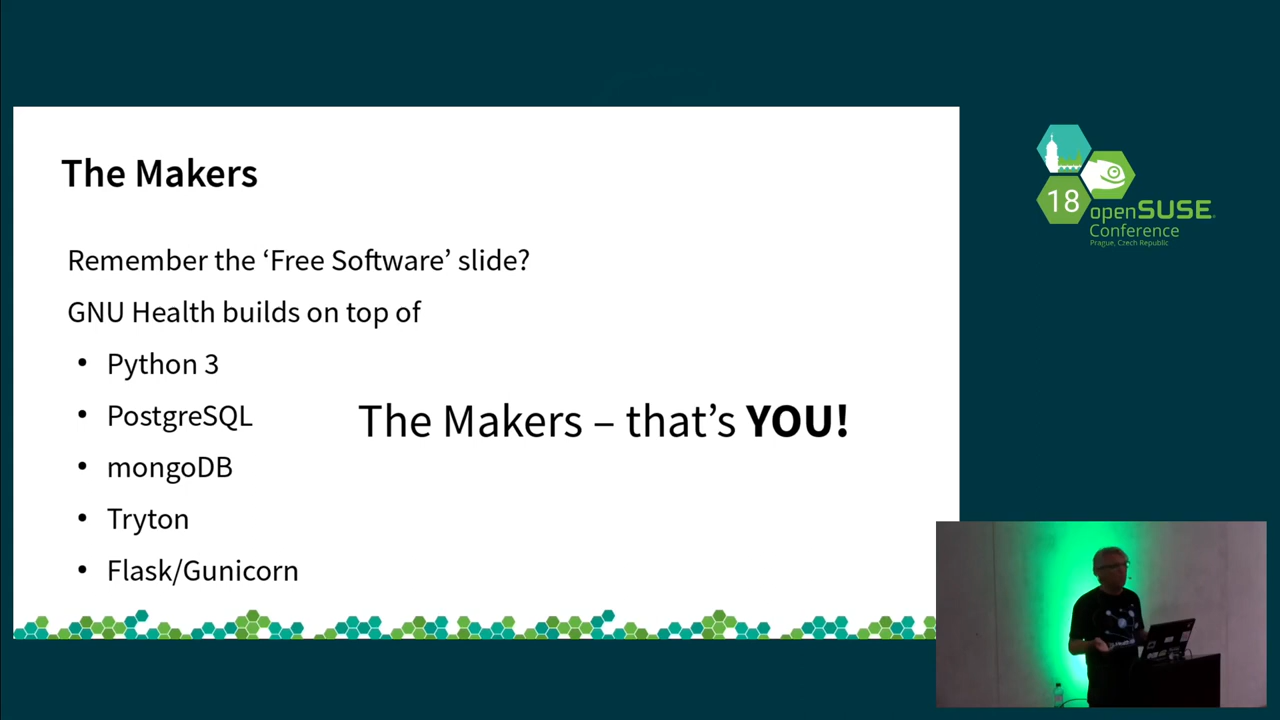 The Makers
Remember the ‘Free Software’ slide?
GNU Health builds on top of
• Python 3
• PostgreSQL
• mongoDB
• Tryton
• Flask/Gunicorn
The Makers – that’s YOU!
18
openSUSE
Conference
Prague, Czech Republic